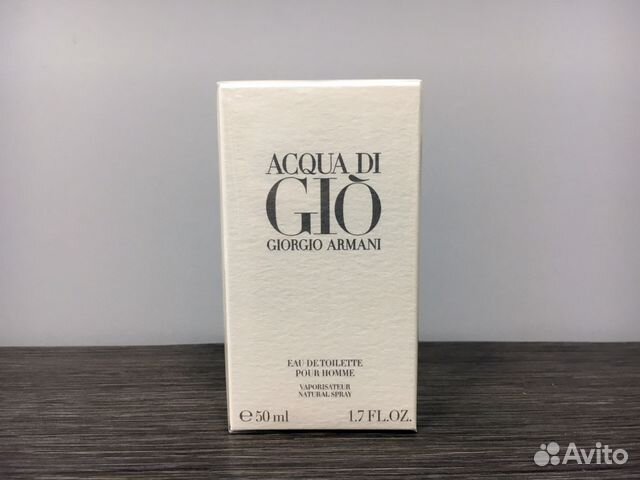 ACQUA DI
GIÒ
GIORGIO ARMANI
EAU DE TOILETTE
POUR HOMME
VAPORISATEUR
NATURAL SPRAY
℮ 50 ml 1.7 FL.OZ.
Avito